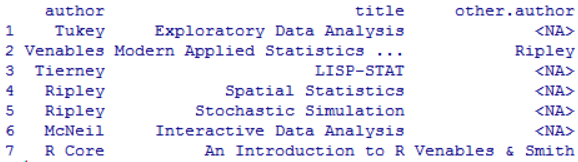 author title other.author
1 Tukey Exploratory Data Analysis <NA>
2 Venables Modern Applied Statistics ... Ripley
3 Tierney LISP-STAT <NA>
4 Ripley Spatial Statistics <NA>
5 Ripley Stochastic Simulation <NA>
6 McNeil Interactive Data Analysis <NA>
7 R Core An Introduction to R Venables & Smith